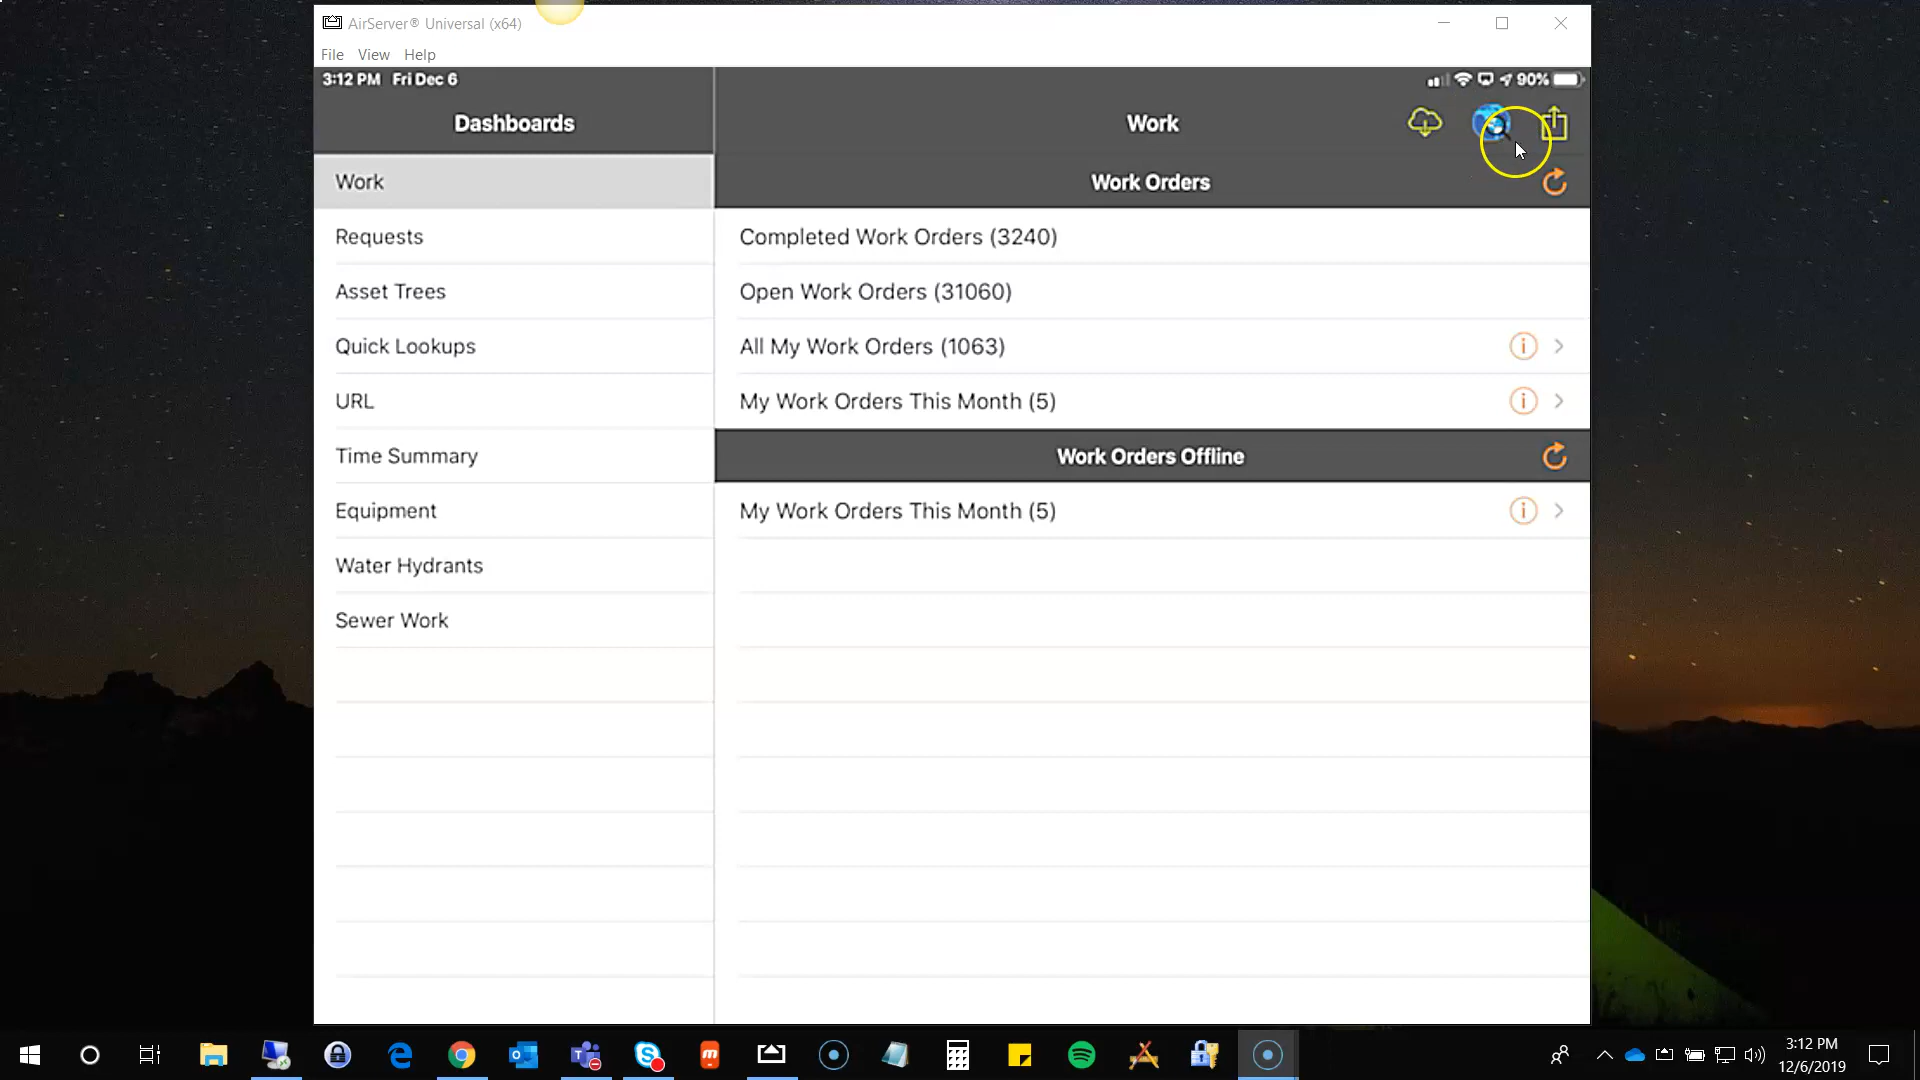 AirServer® Universal (x64)
File View Help
3:12 PM Fri Dec 6
90%
Dashboards
Work
Work
Work Orders
Requests
Completed Work Orders (3240)
Asset Trees
Open Work Orders (31060)
Quick Lookups
All My Work Orders (1063)
URL
My Work Orders This Month (5)
Time Summary
Work Orders Offline
Equipment
My Work Orders This Month (5)
Water Hydrants
Sewer Work
3:12 PM
12/6/2019